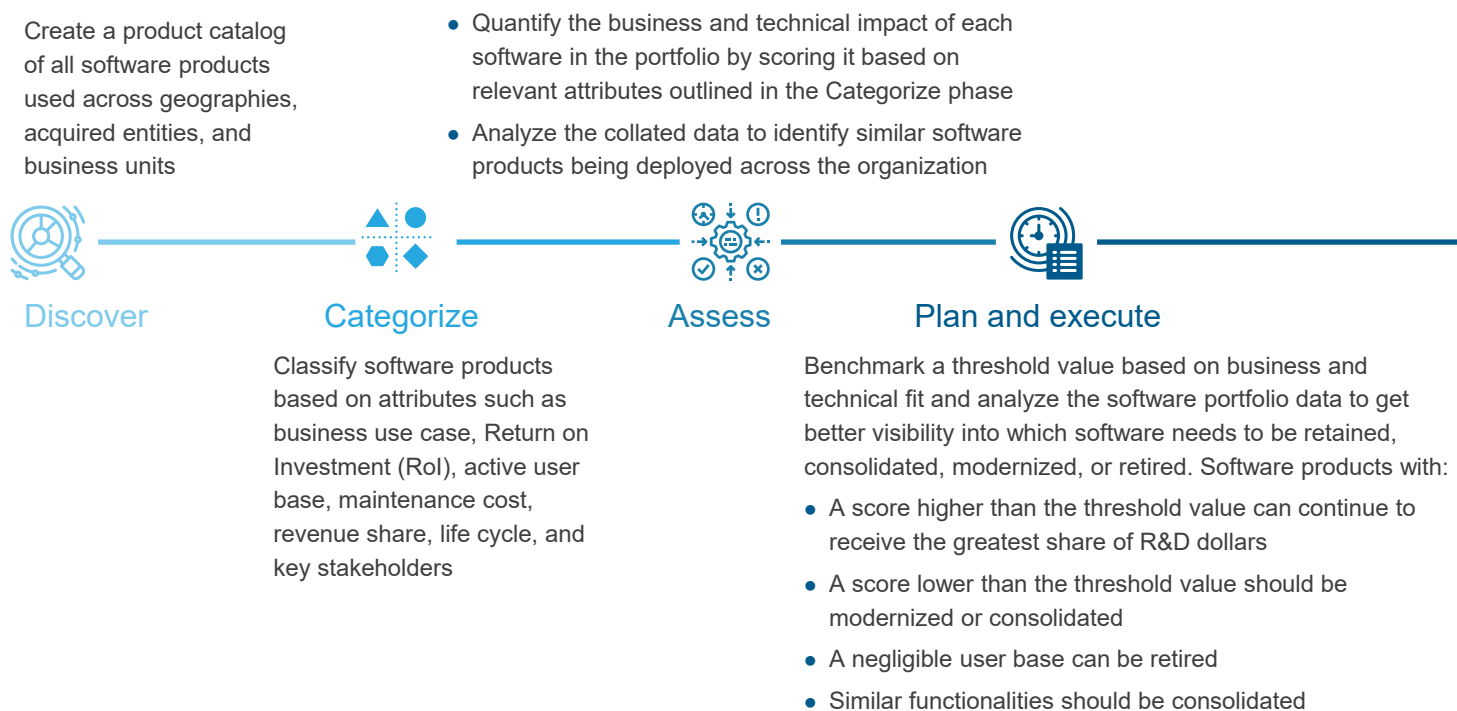 Create a product catalog
of all software products
used across geographies,
acquired entities, and
business units
Discover
Categorize
Classify software products
based on attributes such as
business use case, Return on
Investment (RoI), active user
base, maintenance cost,
revenue share, life cycle, and
key stakeholders
● Quantify the business and technical impact of each
software in the portfolio by scoring it based on
relevant attributes outlined in the Categorize phase
● Analyze the collated data to identify similar software
products being deployed across the organization
Assess
Plan and execute
Benchmark a threshold value based on business and
technical fit and analyze the software portfolio data to get
better visibility into which software needs to be retained,
consolidated, modernized, or retired. Software products with:
● A score higher than the threshold value can continue to
receive the greatest share of R&D dollars
● A score lower than the threshold value should be
modernized or consolidated
● A negligible user base can be retired
● Similar functionalities should be consolidated